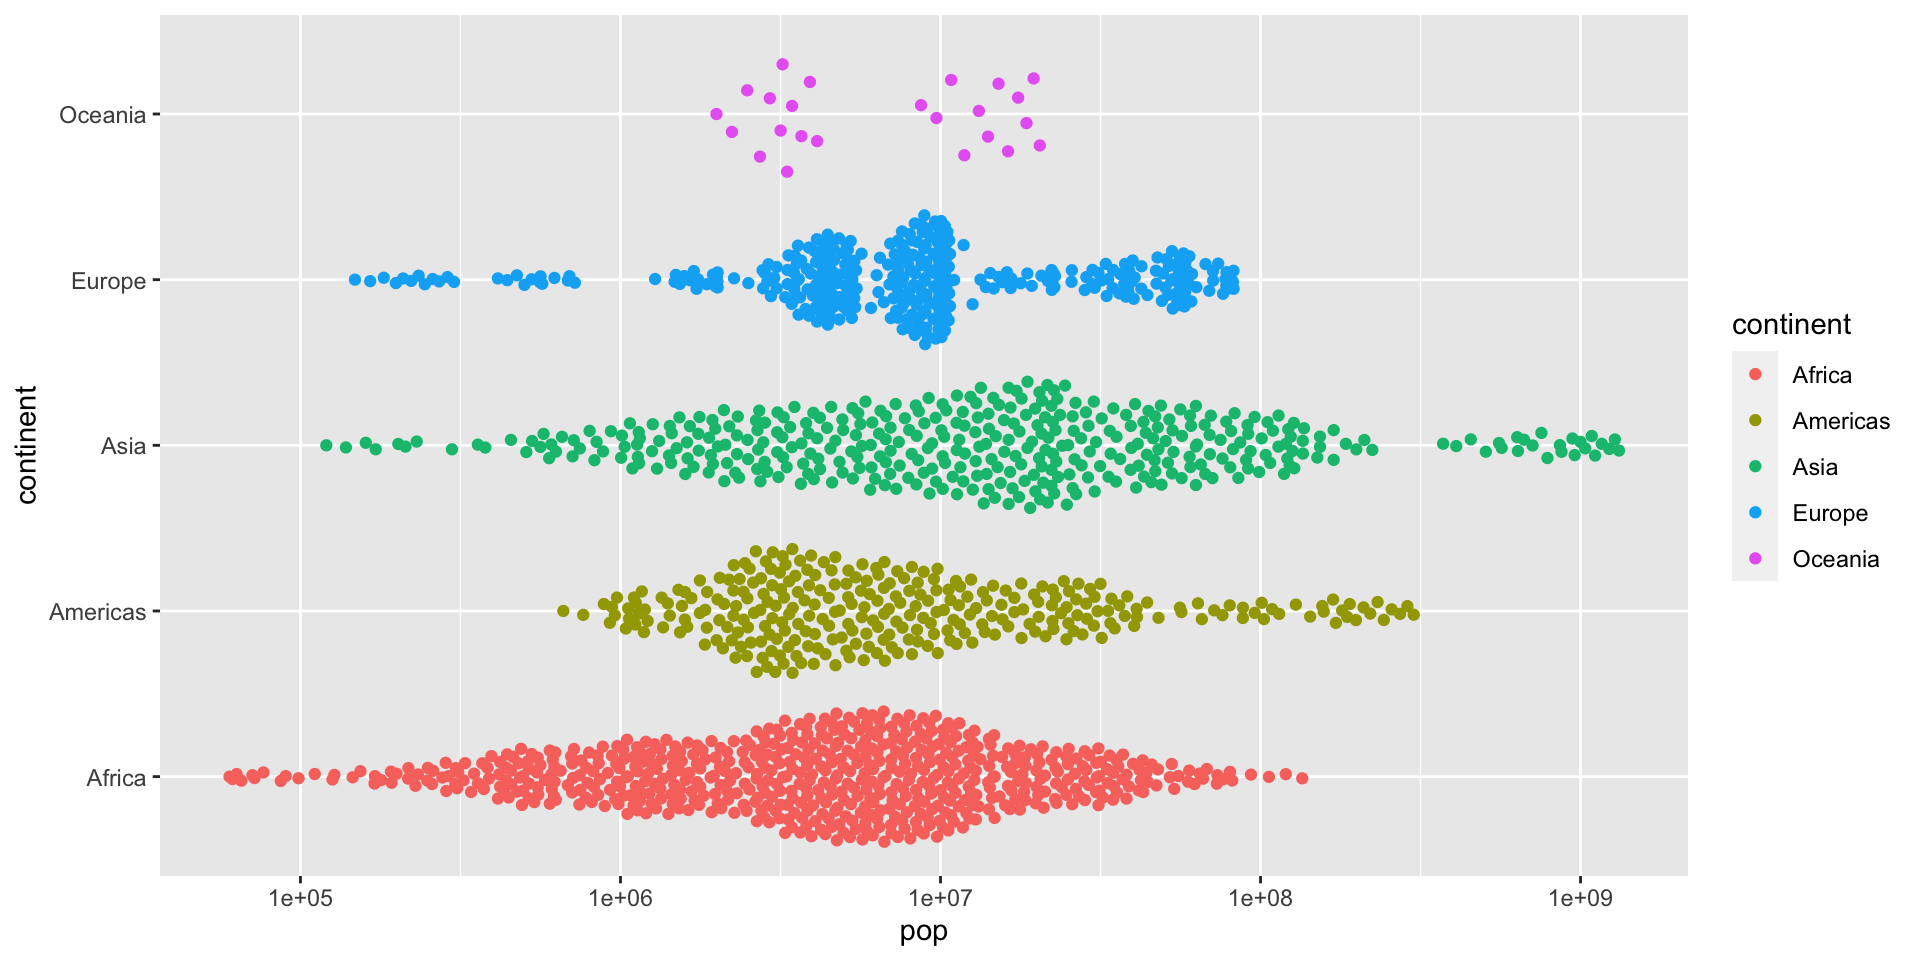 continent
Oceania
Europe
Asia
Americas
Africa
1e+05
1e+06
1e+07
1e+08
1e+09
pop
continent
Africa
Americas
Asia
Europe
Oceania